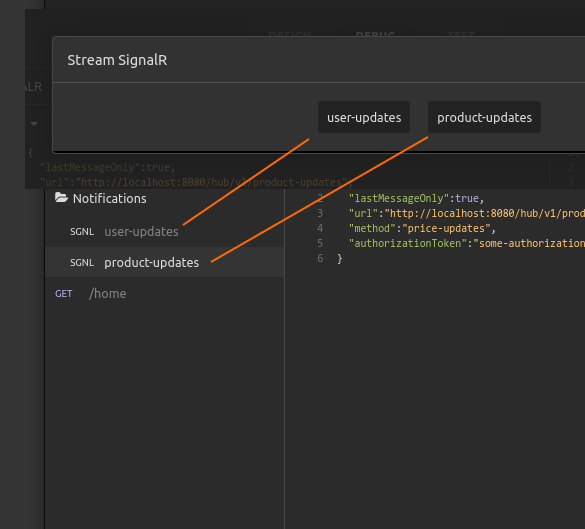 DESIGN DEBUG TEST
Stream SignalR
ALR
user-updates product-updates
{
"lastMessageOnly":true,
"url":"http://localhost:8080/hub/v1/product-updates"
3
Notifications
SGNL user-updates
SGNL product-updates
GET /home
2 "lastMessageOnly":true,
3 "url":"http://localhost:8080/hub/v1/prod
4 "method":"price-updates",
5 "authorizationToken":"some-authorization
6 }